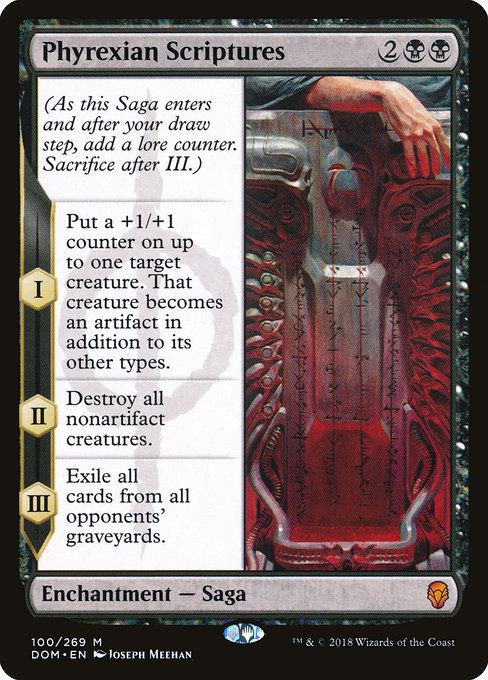 Phyrexian Scriptures 2
(As this Saga enters
and after your draw
step, add a lore counter.
Sacrifice after III.)
I
Put a +1/+1
counter on up
to one target
creature. That
creature becomes
an artifact in
addition to its
other types.
II
Destroy all
nonartifact
creatures.
III
Exile all
cards from all
opponents'
graveyards.
Enchantment — Saga
100/269 M
DOM • EN Joseph Meehan
™ & © 2018 Wizards of the Coast